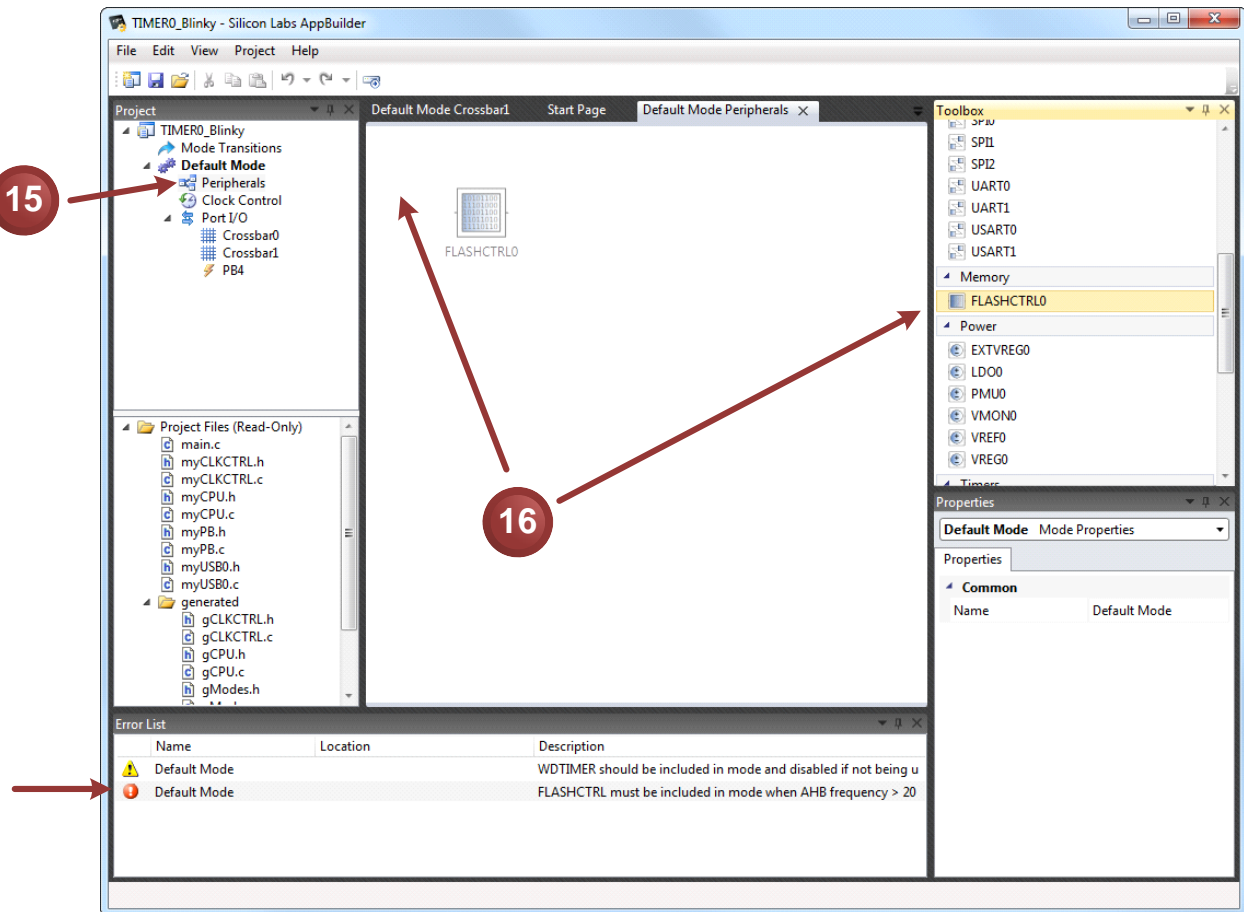 TIMER0_Blinky - Silicon Labs AppBuilder
File Edit View Project Help
Project
TIMER0_Blinky
Mode Transitions
Default Mode
Peripherals
Clock Control
Port I/O
Crossbar0
Crossbar1
PB4
15
Project Files (Read-Only)
main.c
myCLKCTRL.h
myCLKCTRL.c
myCPU.h
myCPU.c
myPB.h
myPB.c
myUSB0.h
myUSB0.c
generated
gCLKCTRL.h
gCLKCTRL.c
gCPU.h
gCPU.c
gModes.h
Default Mode Crossbar1 Start Page Default Mode Peripherals
10101100
FLASHCTRL0
16
Toolbox
SPI0
SPI1
SPI2
UART0
UART1
USART0
USART1
Memory
FLASHCTRL0
Power
EXTVREG0
LDO0
PMU0
VMON0
VREF0
VREG0
Timers
Properties
Default Mode Mode Properties
Properties
Common
Name Default Mode
Error List
Name Location Description
Default Mode WDTIMER should be included in mode and disabled if not being u
Default Mode FLASHCTRL must be included in mode when AHB frequency > 20